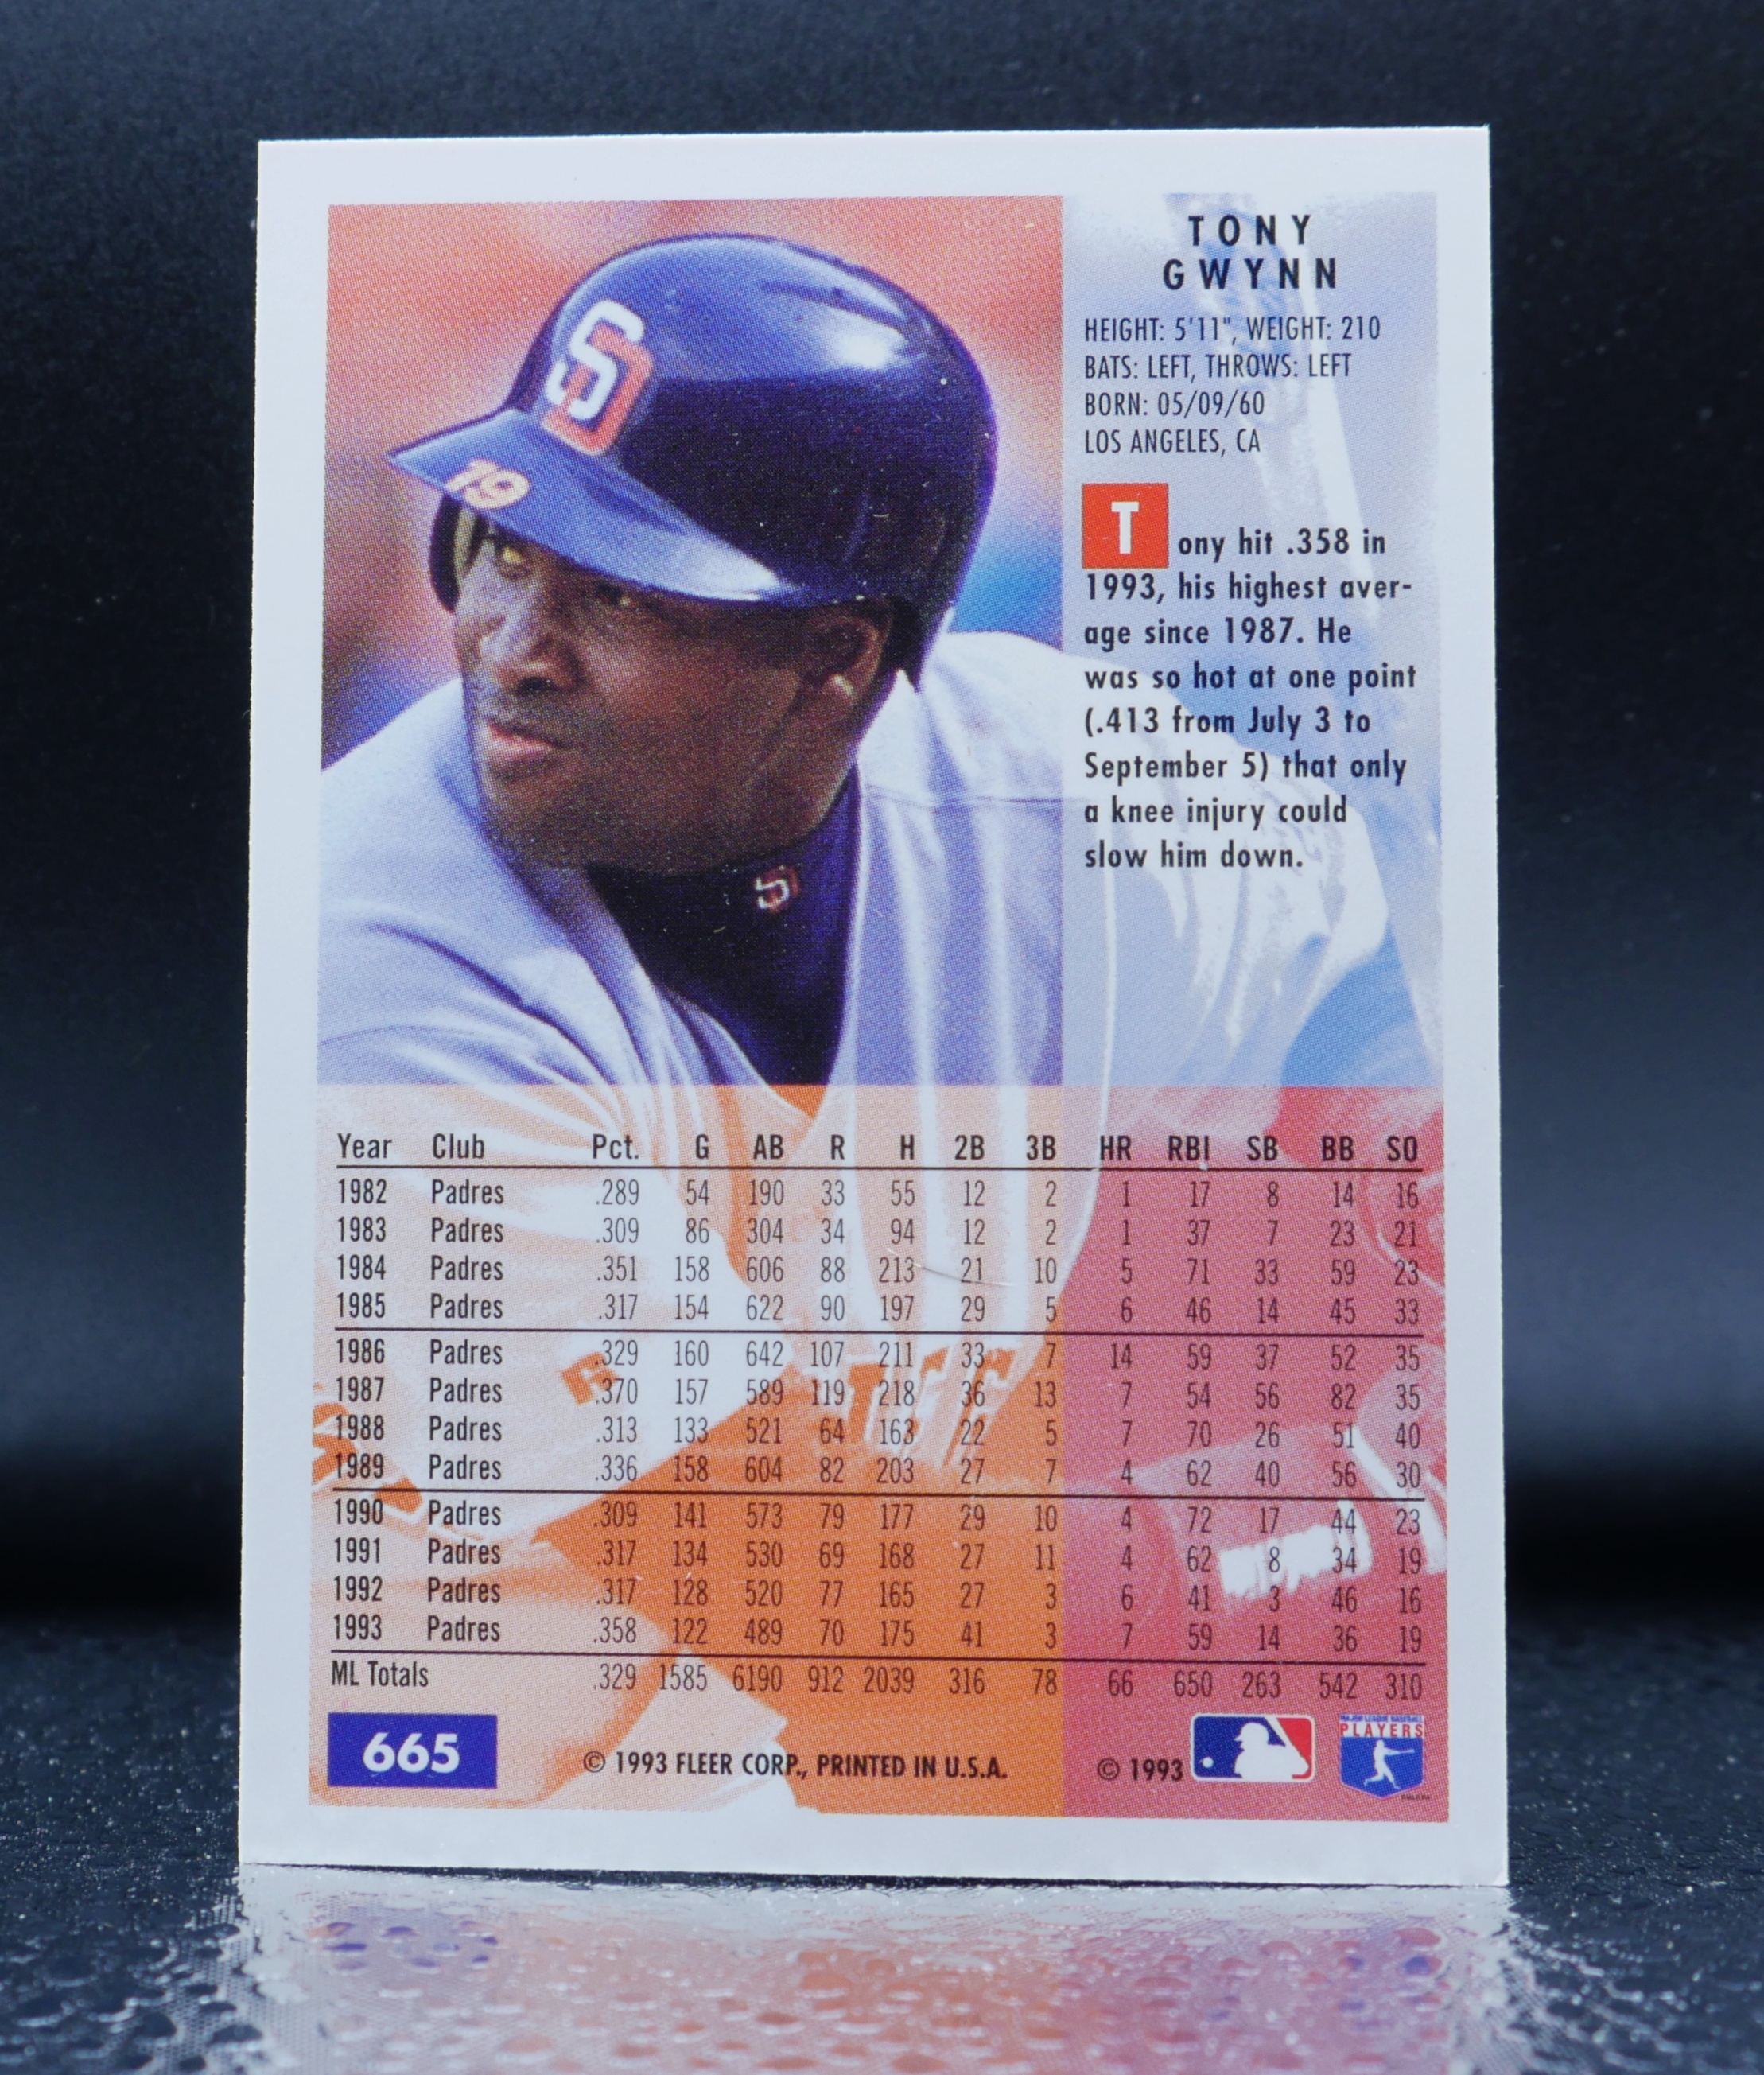 TONY
GWYNN
HEIGHT: 5'11", WEIGHT: 210
BATS: LEFT, THROWS: LEFT
BORN: 05/09/60
LOS ANGELES, CA
SD
19
Tony hit .358 in
1993, his highest aver-
age since 1987. He
was so hot at one point
(.413 from July 3 to
September 5) that only
a knee injury could
slow him down.
SD
Year Club Pct. G AB R H 2B 3B HR RBI SB BB SO
1982 Padres .289 54 190 33 55 12 2 1 17 8 14 16
1983 Padres .309 86 304 34 94 12 2 1 37 7 23 21
1984 Padres .351 158 606 88 213 21 10 5 71 33 59 23
1985 Padres .317 154 622 90 197 29 5 6 46 14 45 33
1986 Padres .329 160 642 107 211 33 7 14 59 37 52 35
1987 Padres .370 157 589 119 218 36 13 7 54 56 82 35
1988 Padres .313 133 521 64 163 22 5 7 70 26 51 40
1989 Padres .336 158 604 82 203 27 7 4 62 40 56 30
1990 Padres .309 141 573 79 177 29 10 4 72 17 44 23
1991 Padres .317 134 530 69 168 27 11 4 62 8 34 19
1992 Padres .317 128 520 77 165 27 3 6 41 3 46 16
1993 Padres .358 122 489 70 175 41 3 7 59 14 36 19
ML Totals .329 1585 6190 912 2039 316 78 66 650 263 542 310
665
© 1993 FLEER CORP., PRINTED IN U.S.A.
© 1993
MAJOR LEAGUE BASEBALL
PLAYERS